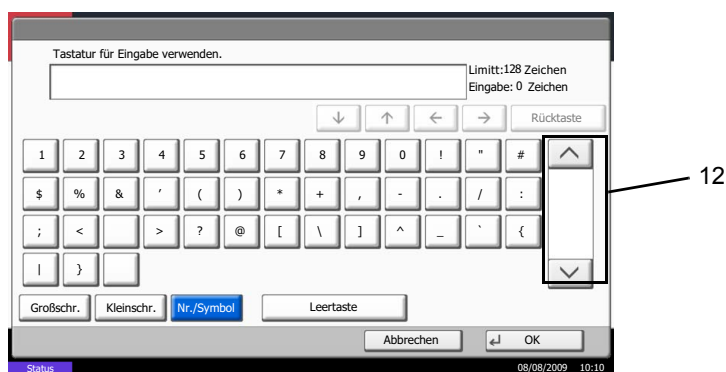 Tastatur für Eingabe verwenden.
Limitt:128 Zeichen
Eingabe: 0 Zeichen
Rücktaste
1 2 3 4 5 6 7 8 9 0 ! " #
12
$ % & ' ( ) * + , - . / :
; < > ? @ [ \ ] ^ _ ` {
| }
Großschr. Kleinschr. Nr./Symbol Leertaste
Abbrechen OK
Status 08/08/2009 10:10